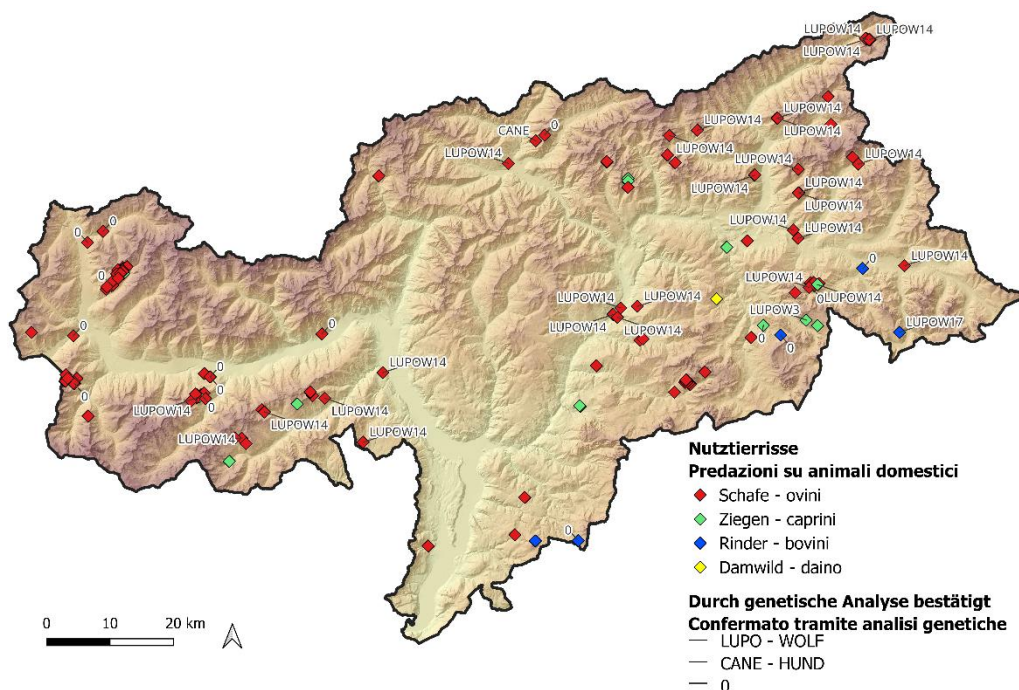 LUPOW14
LUPOW14
LUPOW14
LUPOW14
0
CANE
LUPOW14
LUPOW14
LUPOW14
LUPOW14
LUPOW14
LUPOW14
LUPOW14
LUPOW14
LUPOW14
0
0
LUPOW14
0
LUPOW14
0
LUPOW14
0
LUPOW14
LUPOW14
LUPOW3
LUPOW14
LUPOW17
0
LUPOW14
0
0
LUPOW14
0
0
0
LUPOW14
LUPOW14
LUPOW14
LUPOW14
LUPOW14
0
Nutztierrisse
Predazioni su animali domestici
Schafe - ovini
Ziegen - caprini
Rinder - bovini
Damwild - daino
Durch genetische Analyse bestätigt
Confermato tramite analisi genetiche
LUPO - WOLF
CANE - HUND
0
0 10 20 km